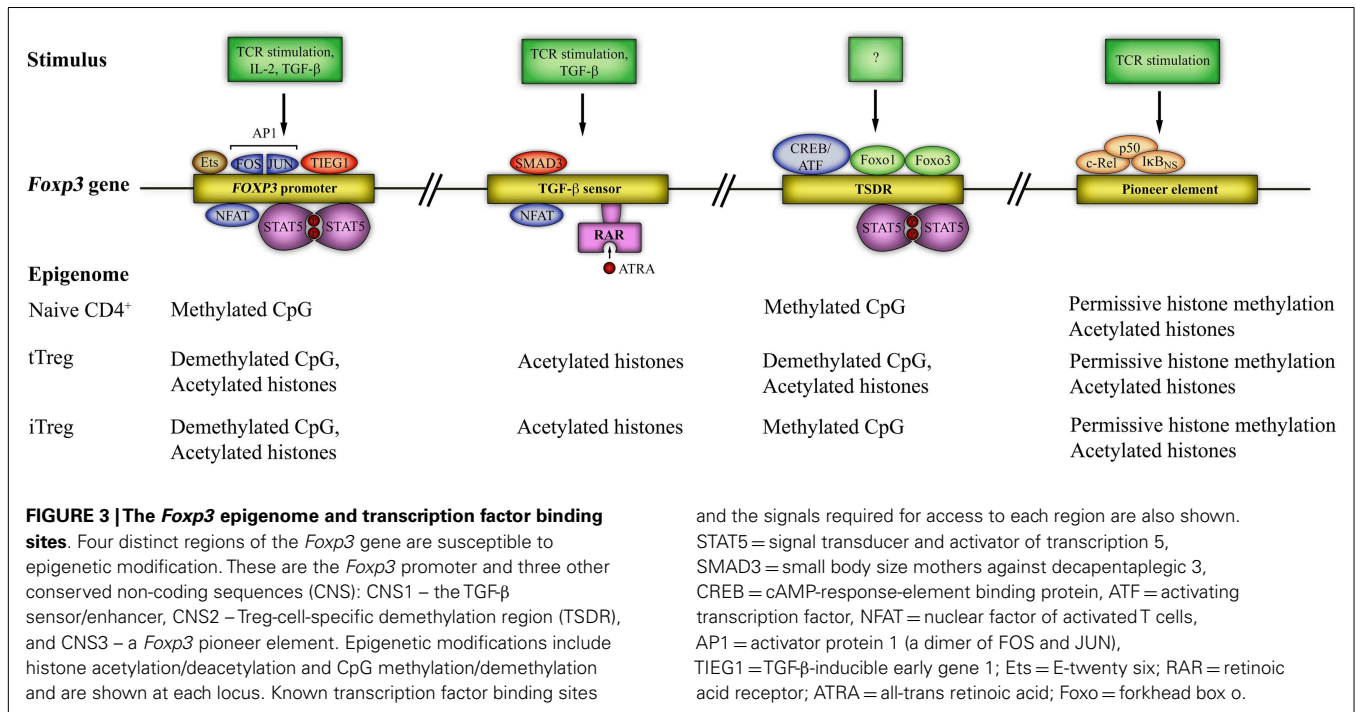 Stimulus
TCR stimulation,
IL-2, TGF-β
TCR stimulation,
TGF-β
?
TCR stimulation
AP1
Ets
FOS
JUN
TIEG1
SMAD3
CREB/
ATF
Foxo1
Foxo3
p50
c-Rel
IκB_NS
Foxp3 gene
FOXP3 promoter
TGF-β sensor
TSDR
Pioneer element
NFAT
STAT5
P
P
STAT5
NFAT
RAR
ATRA
STAT5
P
P
STAT5
Epigenome
Naive CD4⁺
Methylated CpG
Methylated CpG
Permissive histone methylation
Acetylated histones
tTreg
Demethylated CpG,
Acetylated histones
Acetylated histones
Demethylated CpG,
Acetylated histones
Permissive histone methylation
Acetylated histones
iTreg
Demethylated CpG,
Acetylated histones
Acetylated histones
Methylated CpG
Permissive histone methylation
Acetylated histones
FIGURE 3 | The Foxp3 epigenome and transcription factor binding
sites. Four distinct regions of the Foxp3 gene are susceptible to
epigenetic modification. These are the Foxp3 promoter and three other
conserved non-coding sequences (CNS): CNS1 – the TGF-β
sensor/enhancer, CNS2 – Treg-cell-specific demethylation region (TSDR),
and CNS3 – a Foxp3 pioneer element. Epigenetic modifications include
histone acetylation/deacetylation and CpG methylation/demethylation
and are shown at each locus. Known transcription factor binding sites
and the signals required for access to each region are also shown.
STAT5 = signal transducer and activator of transcription 5,
SMAD3 = small body size mothers against decapentaplegic 3,
CREB = cAMP-response-element binding protein, ATF = activating
transcription factor, NFAT = nuclear factor of activated T cells,
AP1 = activator protein 1 (a dimer of FOS and JUN),
TIEG1 = TGF-β-inducible early gene 1; Ets = E-twenty six; RAR = retinoic
acid receptor; ATRA = all-trans retinoic acid; Foxo = forkhead box o.